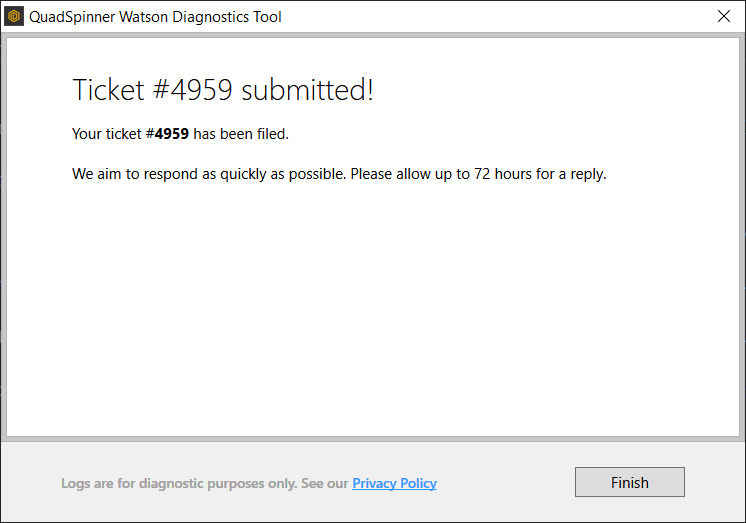 QuadSpinner Watson Diagnostics Tool
Ticket #4959 submitted!
Your ticket #4959 has been filed.
We aim to respond as quickly as possible. Please allow up to 72 hours for a reply.
Logs are for diagnostic purposes only. See our Privacy Policy
Finish